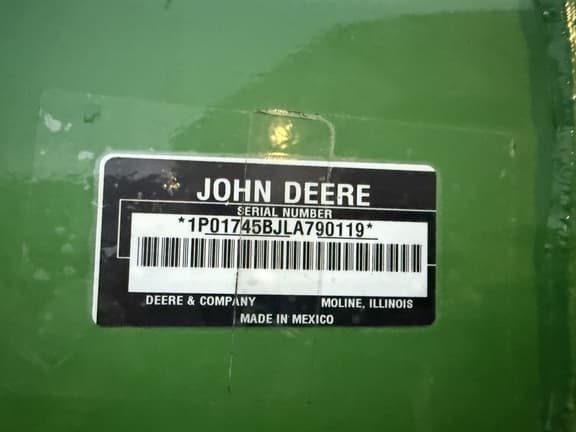 JOHN DEERE
SERIAL NUMBER
*1P01745BJLA790119*
DEERE & COMPANY MOLINE, ILLINOIS
MADE IN MEXICO